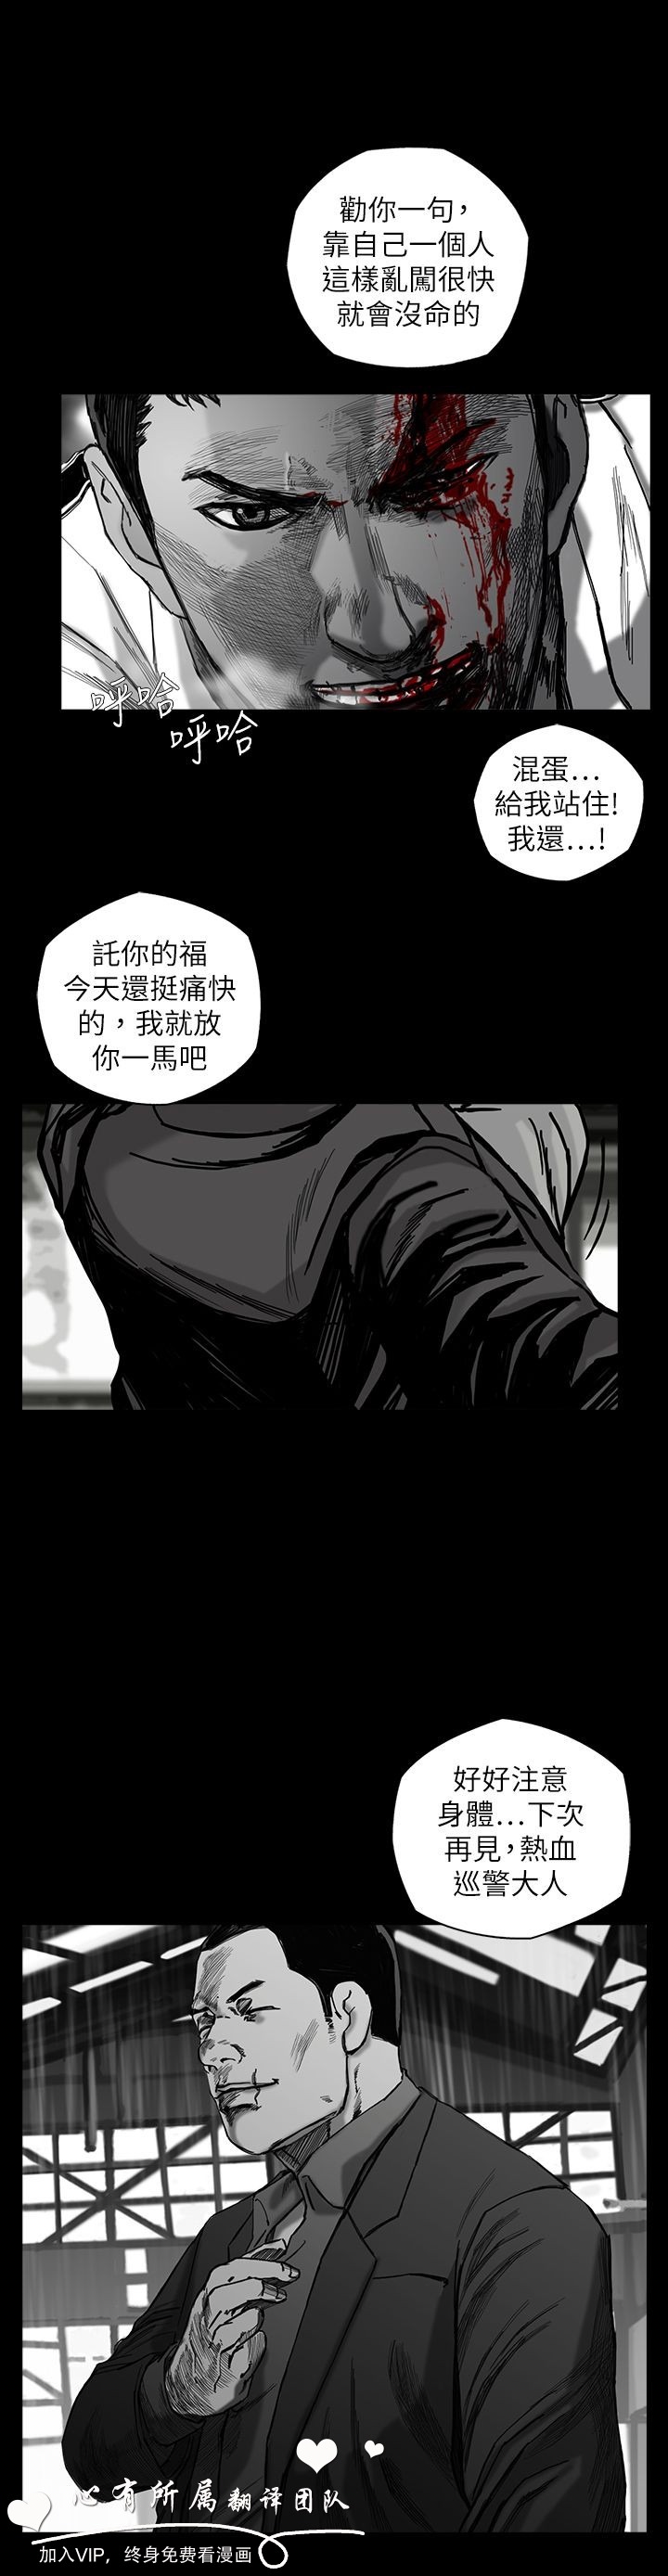 勸你一句，
靠自己一個人
這樣亂闖很快
就會沒命的
呼哈
呼哈
混蛋...
給我站住!
我還...!
託你的福
今天還挺痛快
的，我就放
你一馬吧
好好注意
身體...下次
再見，熱血
巡警大人
心有所属翻译团队
加入VIP，终身免费看漫画